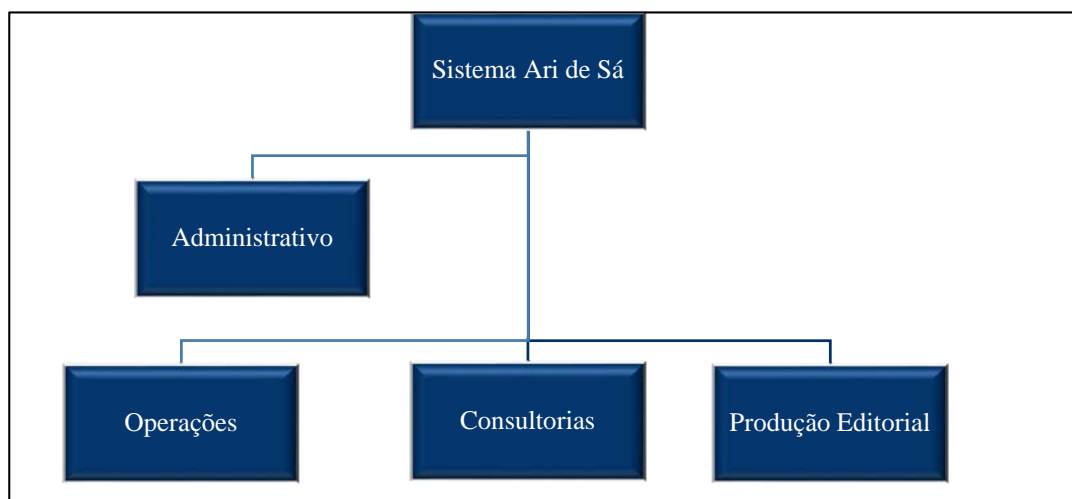 Sistema Ari de Sá
Administrativo
Operações
Consultorias
Produção Editorial